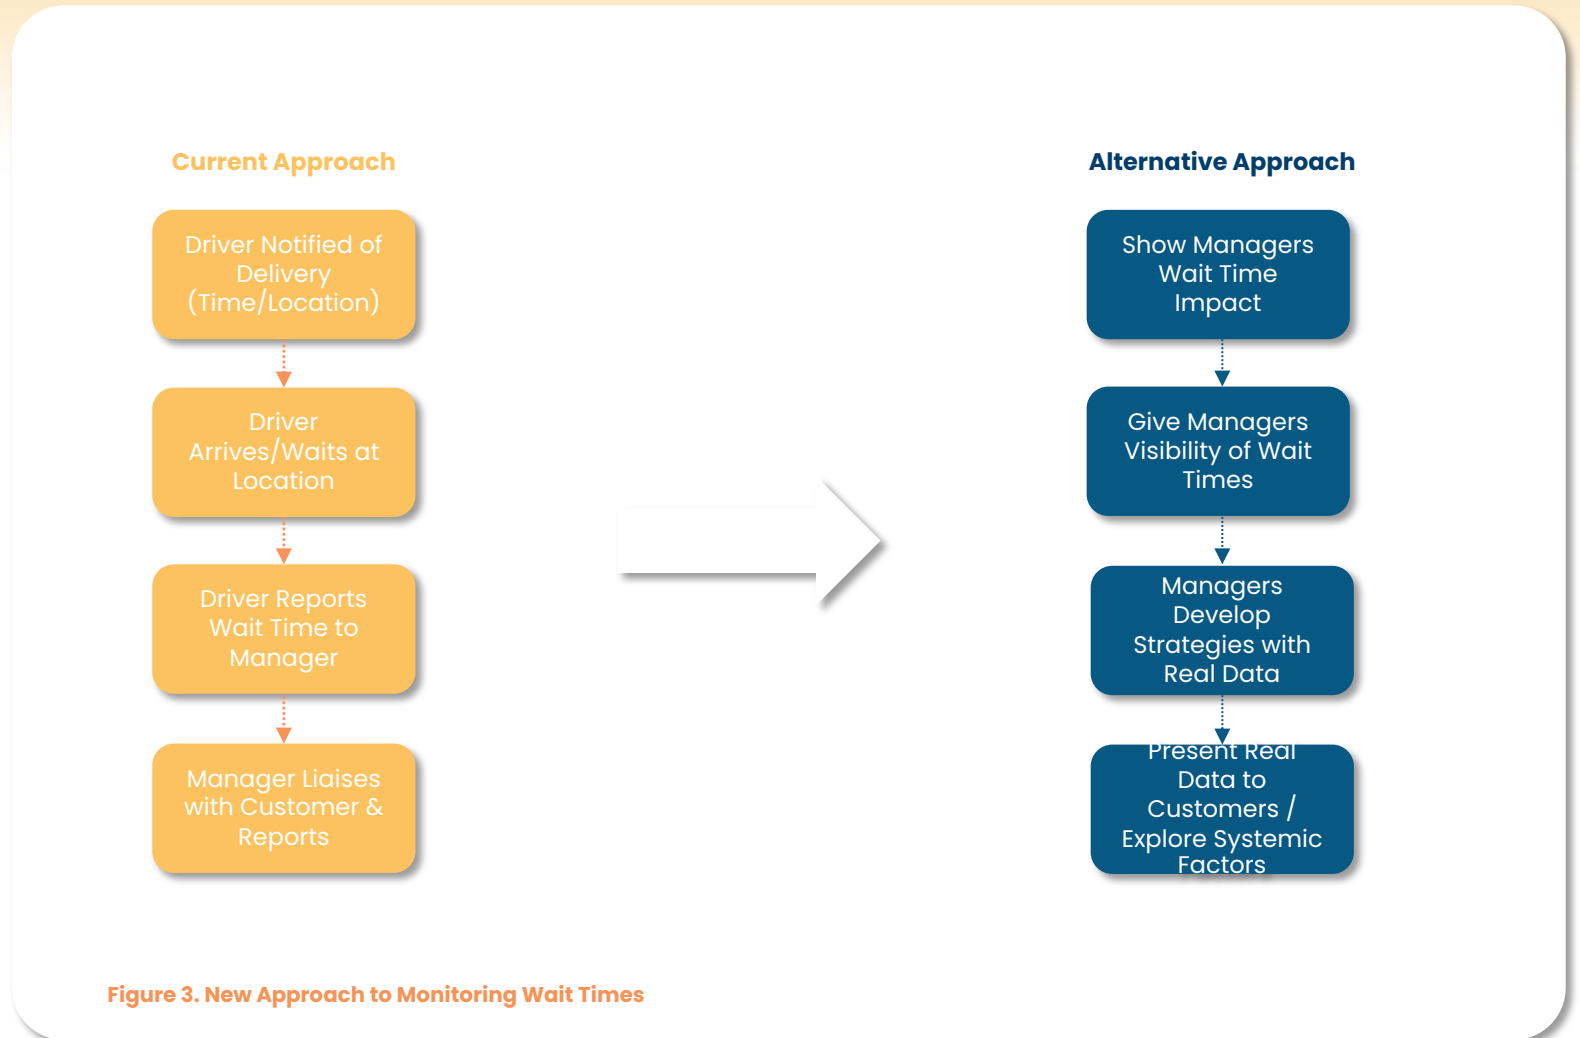 Current Approach
Driver Notified of
Delivery
(Time/Location)
Driver
Arrives/Waits at
Location
Driver Reports
Wait Time to
Manager
Manager Liaises
with Customer &
Reports
Alternative Approach
Show Managers
Wait Time
Impact
Give Managers
Visibility of Wait
Times
Managers
Develop
Strategies with
Real Data
Present Real
Data to
Customers /
Explore Systemic
Factors
Figure 3. New Approach to Monitoring Wait Times